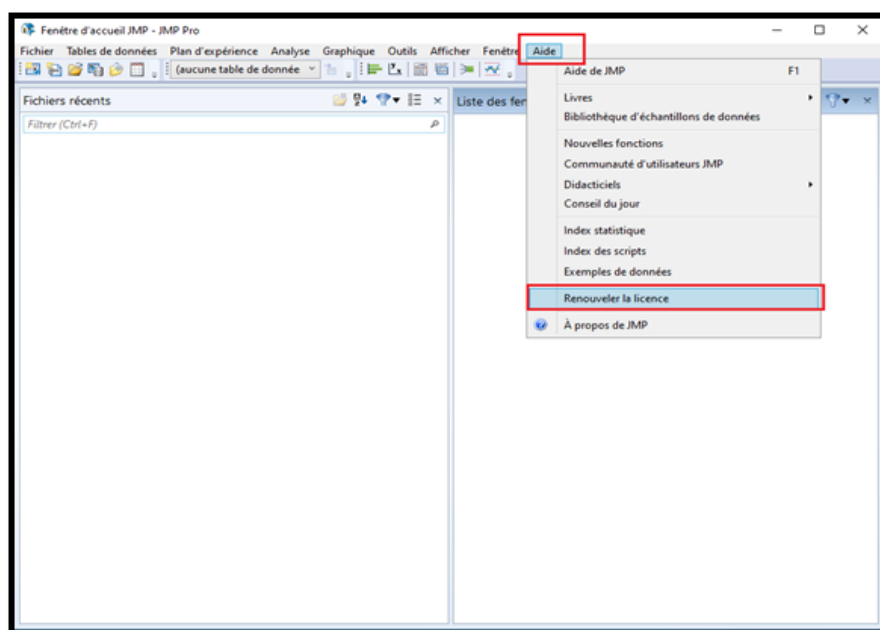 Fenêtre d'accueil JMP - JMP Pro
Fichier Tables de données Plan d'expérience Analyse Graphique Outils Afficher Fenêtre Aide
(aucune table de donnée
Fichiers récents
Liste des fen
Filtrer (Ctrl+F)
Aide de JMP F1
Livres
Bibliothèque d'échantillons de données
Nouvelles fonctions
Communauté d'utilisateurs JMP
Didacticiels
Conseil du jour
Index statistique
Index des scripts
Exemples de données
Renouveler la licence
À propos de JMP